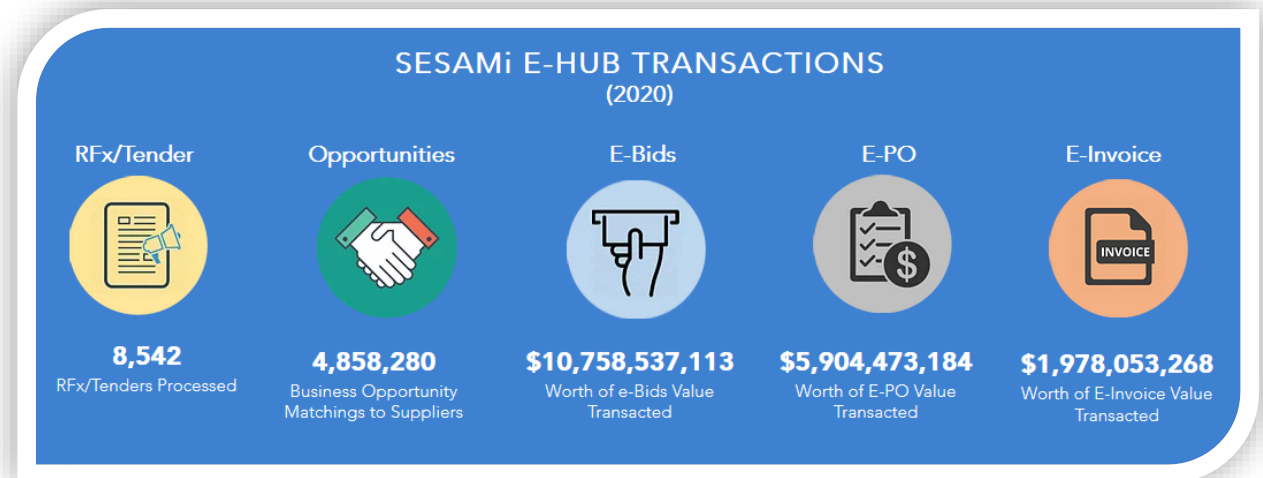 SESAMi E-HUB TRANSACTIONS
(2020)
RFx/Tender
8,542
RFx/Tenders Processed
Opportunities
4,858,280
Business Opportunity
Matchings to Suppliers
E-Bids
$10,758,537,113
Worth of e-Bids Value
Transacted
E-PO
$
$5,904,473,184
Worth of E-PO Value
Transacted
E-Invoice
INVOICE
$1,978,053,268
Worth of E-Invoice Value
Transacted